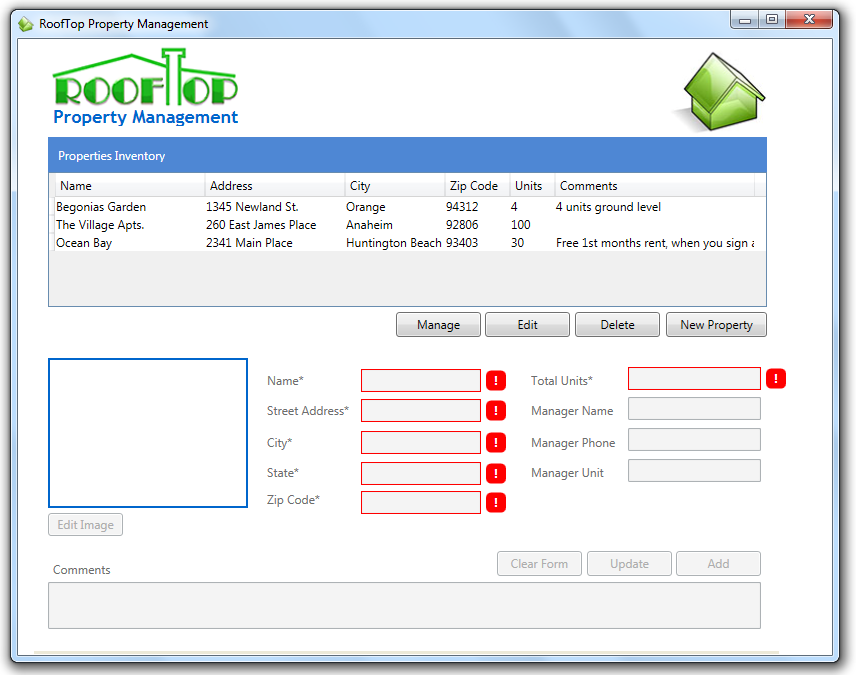 RoofTop Property Management
ROOFTOP
Property Management
Properties Inventory
Name Address City Zip Code Units Comments
Begonias Garden 1345 Newland St. Orange 94312 4 4 units ground level
The Village Apts. 260 East James Place Anaheim 92806 100
Ocean Bay 2341 Main Place Huntington Beach 93403 30 Free 1st months rent, when you sign a
Manage Edit Delete New Property
Name* ! Total Units* !
Street Address* ! Manager Name
City* ! Manager Phone
State* ! Manager Unit
Zip Code* !
Edit Image
Clear Form Update Add
Comments